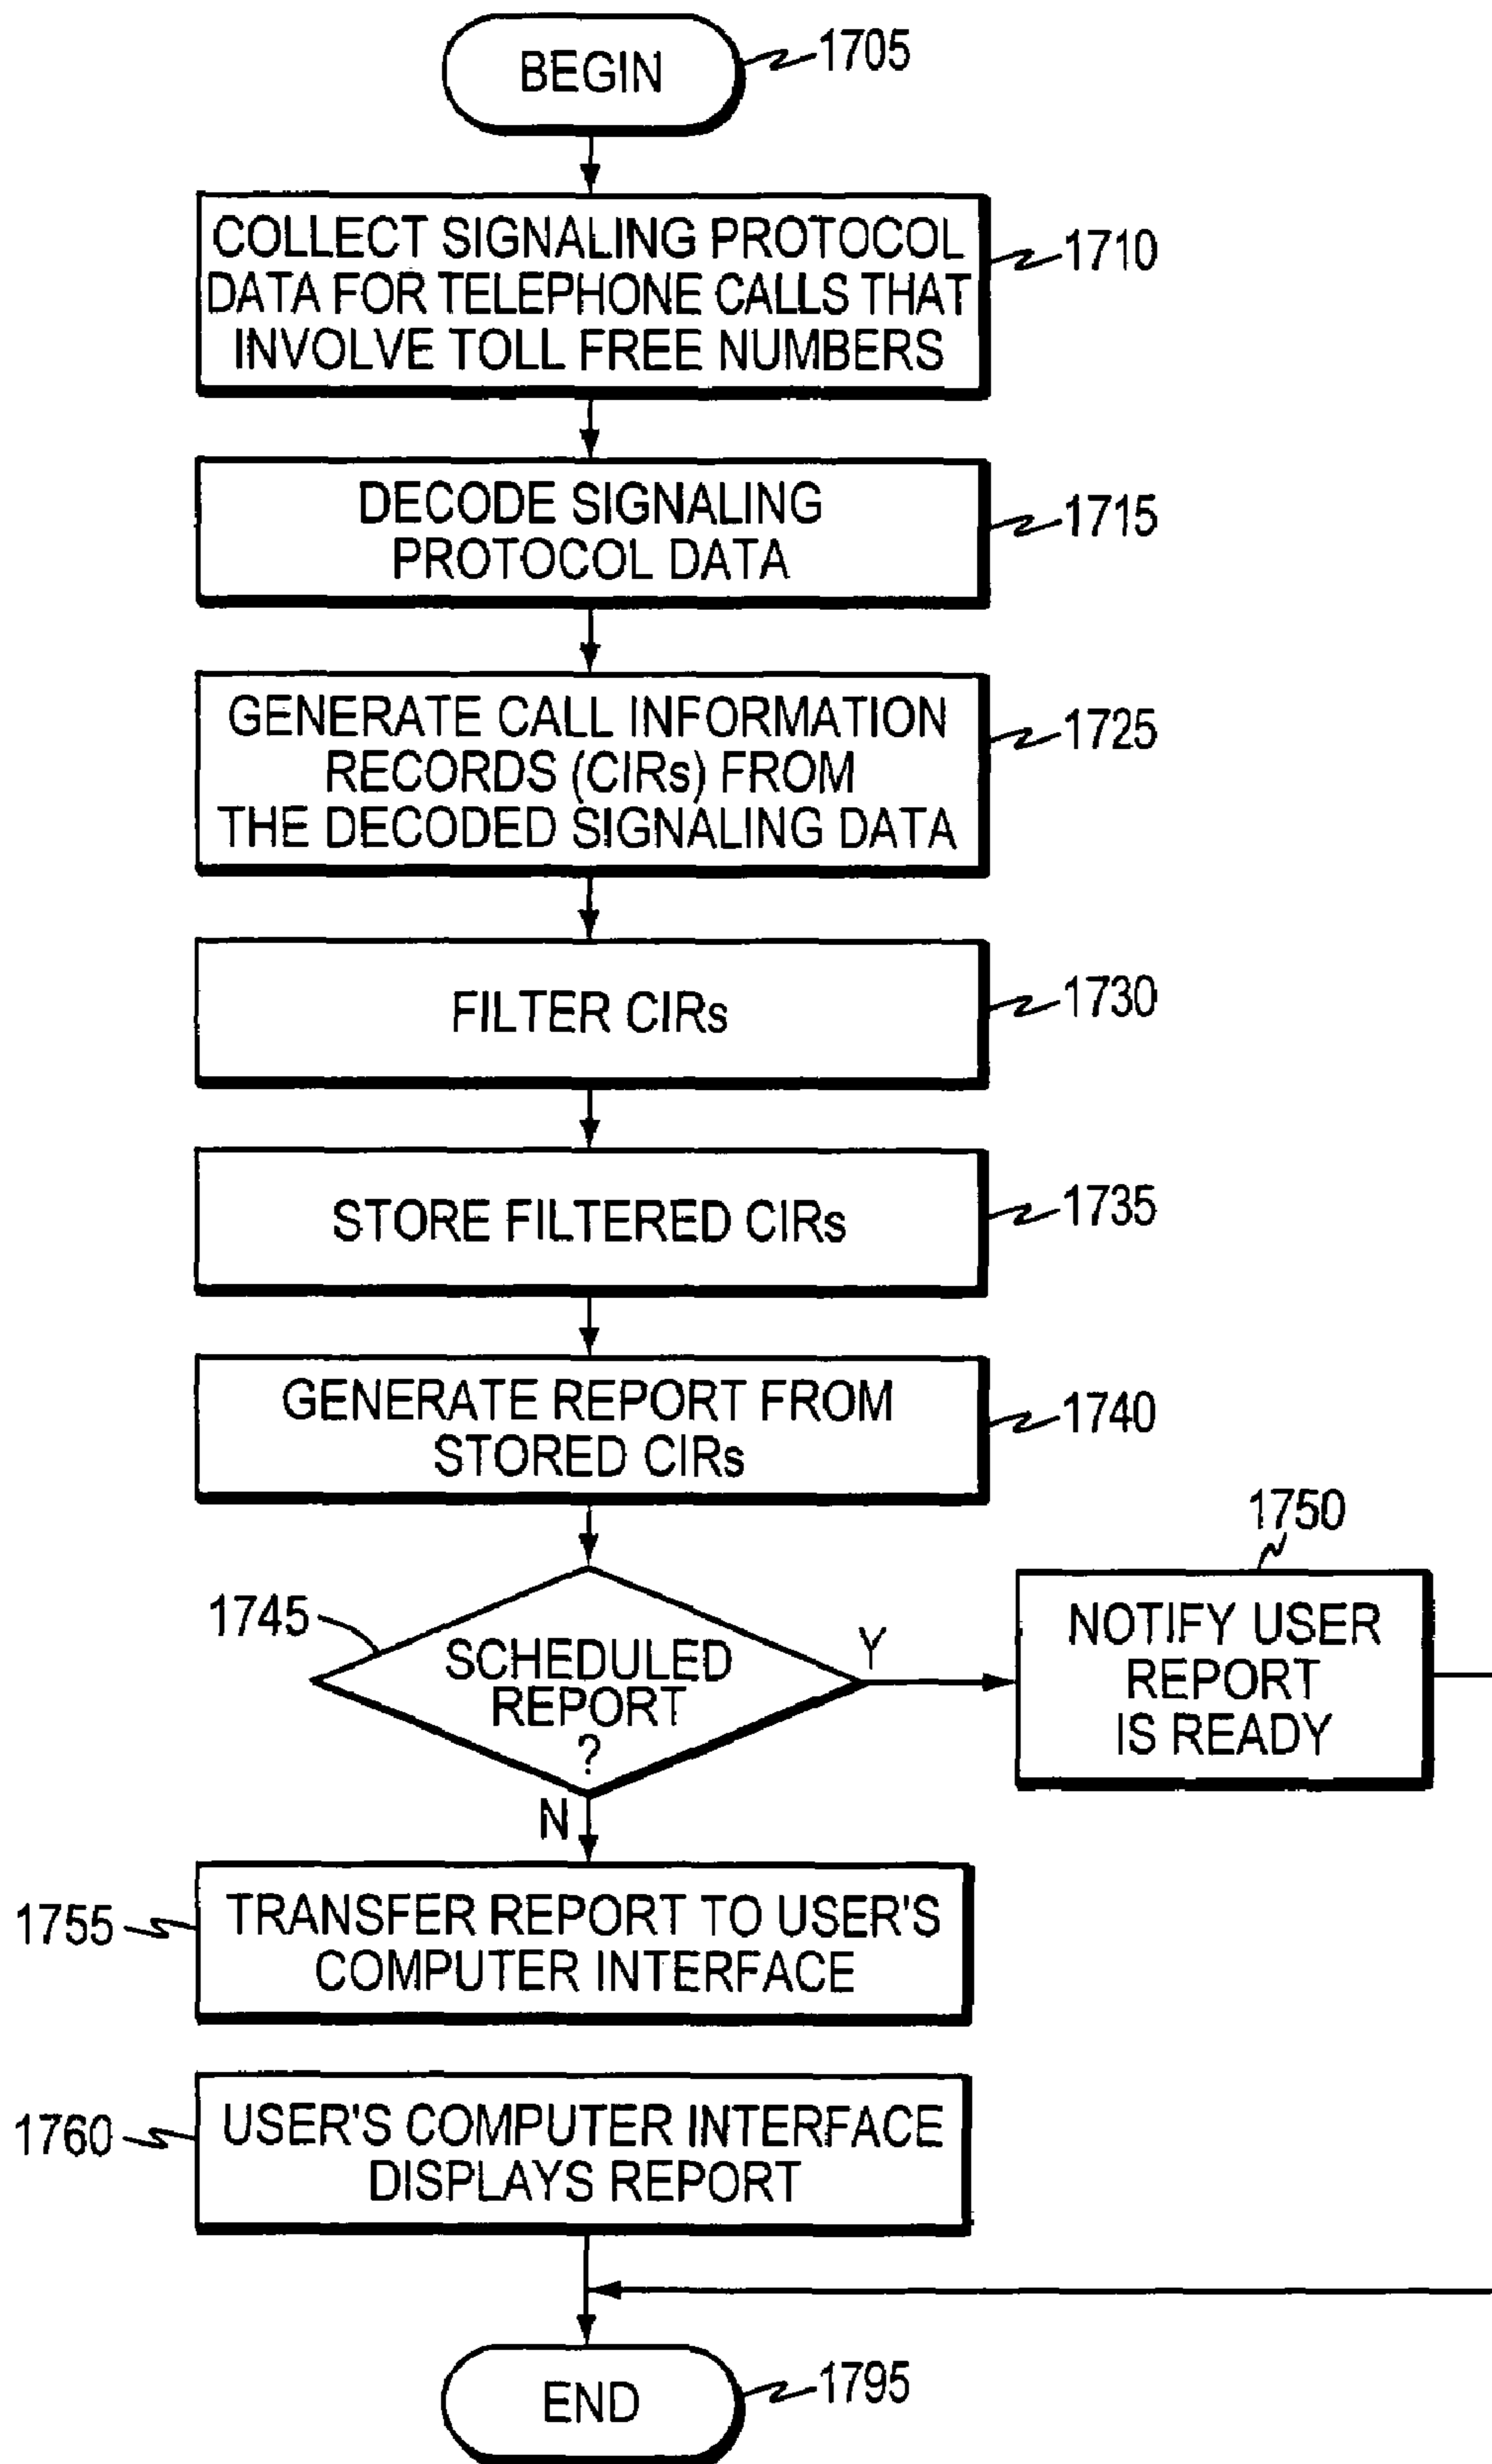 BEGIN
1705
COLLECT SIGNALING PROTOCOL
DATA FOR TELEPHONE CALLS THAT
INVOLVE TOLL FREE NUMBERS
1710
DECODE SIGNALING
PROTOCOL DATA
1715
GENERATE CALL INFORMATION
RECORDS (CIRs) FROM
THE DECODED SIGNALING DATA
1725
FILTER CIRs
1730
STORE FILTERED CIRs
1735
GENERATE REPORT FROM
STORED CIRs
1740
1745
SCHEDULED
REPORT
?
Y
N
1750
NOTIFY USER
REPORT
IS READY
1755
TRANSFER REPORT TO USER'S
COMPUTER INTERFACE
1760
USER'S COMPUTER INTERFACE
DISPLAYS REPORT
END
1795